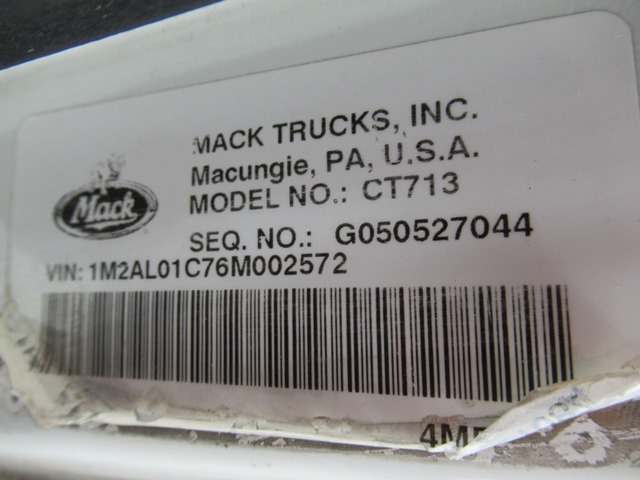 MACK TRUCKS, INC.
Macungie, PA, U.S.A.
MODEL NO.: CT713
SEQ. NO.: G050527044
Mack
VIN: 1M2AL01C76M002572